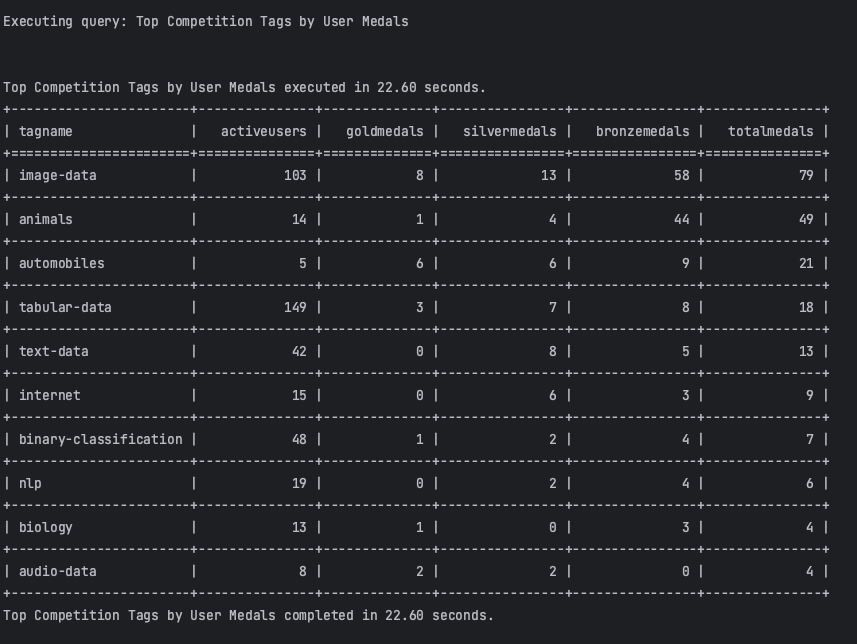 Executing query: Top Competition Tags by User Medals
Top Competition Tags by User Medals executed in 22.60 seconds.
+-----------------------+---------------+--------------+----------------+----------------+---------------+
| tagname               |   activeusers |   goldmedals |   silvermedals |   bronzemedals |   totalmedals |
+=======================+===============+==============+================+================+===============+
| image-data            |           103 |            8 |             13 |             58 |            79 |
+-----------------------+---------------+--------------+----------------+----------------+---------------+
| animals               |            14 |            1 |              4 |             44 |            49 |
+-----------------------+---------------+--------------+----------------+----------------+---------------+
| automobiles           |             5 |            6 |              6 |              9 |            21 |
+-----------------------+---------------+--------------+----------------+----------------+---------------+
| tabular-data          |           149 |            3 |              7 |              8 |            18 |
+-----------------------+---------------+--------------+----------------+----------------+---------------+
| text-data             |            42 |            0 |              8 |              5 |            13 |
+-----------------------+---------------+--------------+----------------+----------------+---------------+
| internet              |            15 |            0 |              6 |              3 |             9 |
+-----------------------+---------------+--------------+----------------+----------------+---------------+
| binary-classification |            48 |            1 |              2 |              4 |             7 |
+-----------------------+---------------+--------------+----------------+----------------+---------------+
| nlp                   |            19 |            0 |              2 |              4 |             6 |
+-----------------------+---------------+--------------+----------------+----------------+---------------+
| biology               |            13 |            1 |              0 |              3 |             4 |
+-----------------------+---------------+--------------+----------------+----------------+---------------+
| audio-data            |             8 |            2 |              2 |              0 |             4 |
+-----------------------+---------------+--------------+----------------+----------------+---------------+
Top Competition Tags by User Medals completed in 22.60 seconds.